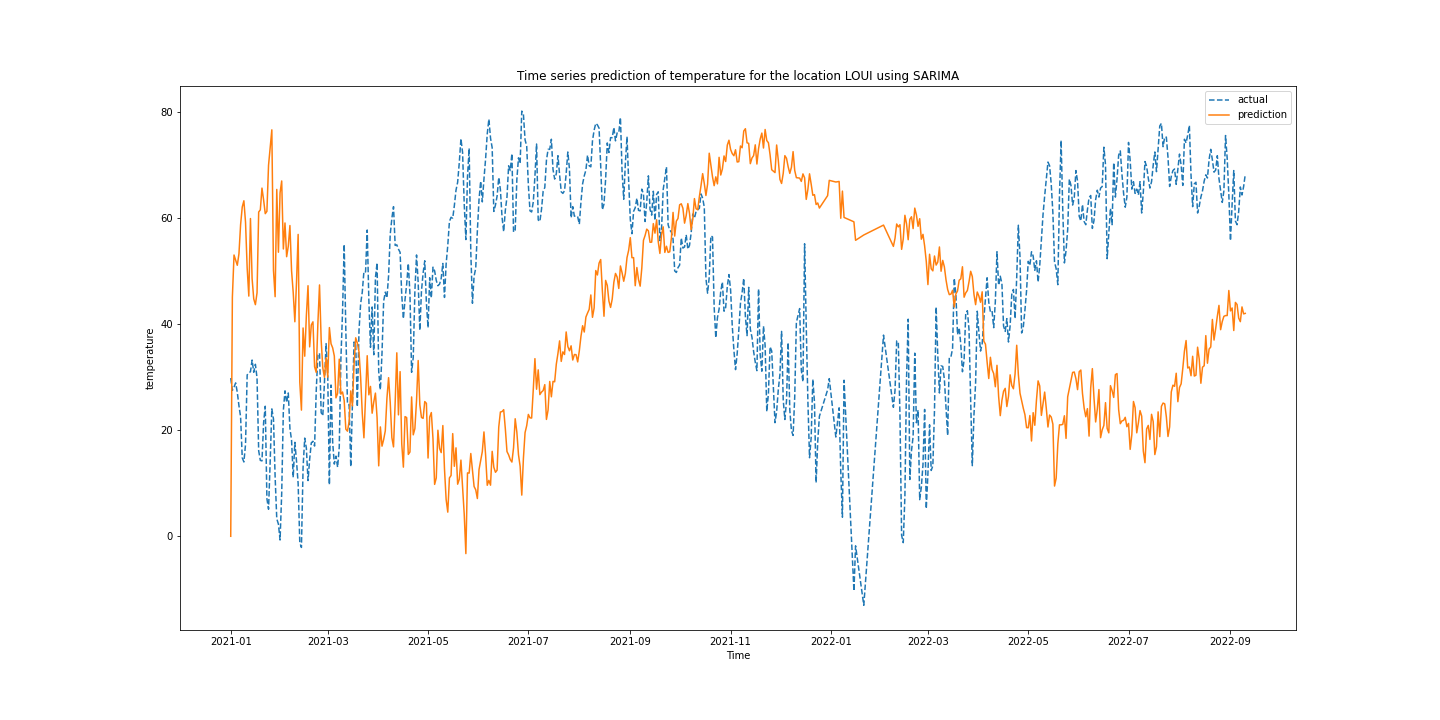 Time series prediction of temperature for the location LOUI using SARIMA
actual
prediction
80
60
40
20
0
temperature
2021-01 2021-03 2021-05 2021-07 2021-09 2021-11 2022-01 2022-03 2022-05 2022-07 2022-09
Time